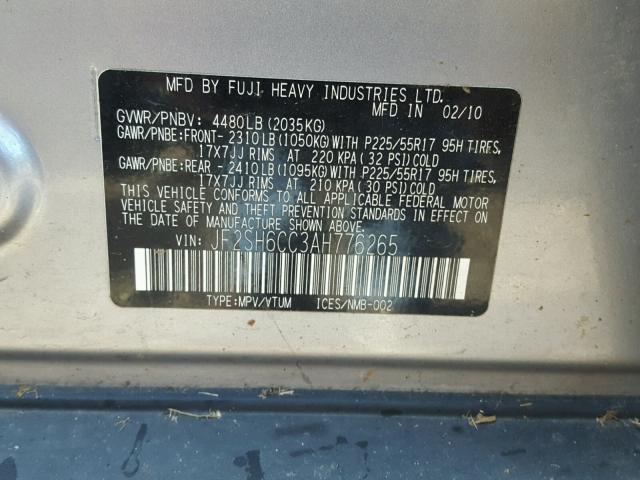 MFD BY FUJI HEAVY INDUSTRIES LTD.
MFD IN 02/10
GVWR/PNBV: 4480LB(2035KG)
GAWR/PNBE:FRONT- 2310LB(1050KG)WITH P225/55R17 95H TIRES,
17X7JJ RIMS AT 220 KPA(32 PSI)COLD
GAWR/PNBE:REAR - 2410LB(1095KG)WITH P225/55R17 95H TIRES,
17X7JJ RIMS AT 210 KPA(30 PSI)COLD
THIS VEHICLE CONFORMS TO ALL APPLICABLE FEDERAL MOTOR
VEHICLE SAFETY AND THEFT PREVENTION STANDARDS IN EFFECT ON
THE DATE OF MANUFACTURE SHOWN ABOVE.
VIN: JF2SH6CC3AH776265
TYPE:MPV/VTUM ICES/NMB-002